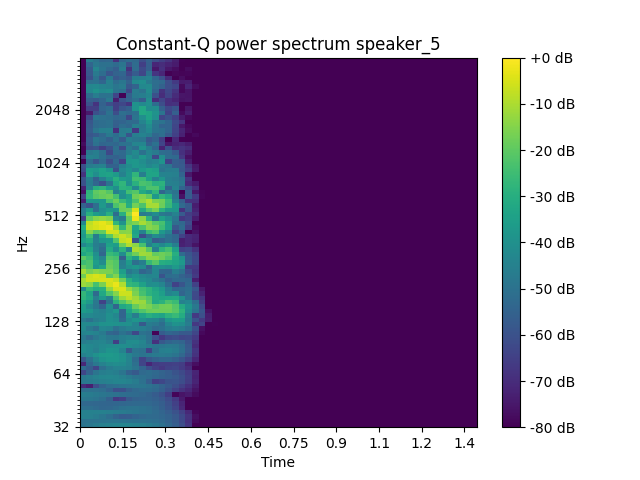 Constant-Q power spectrum speaker_5
Hz
2048
1024
512
256
128
64
32
0 0.15 0.3 0.45 0.6 0.75 0.9 1.1 1.2 1.4
Time
+0 dB
-10 dB
-20 dB
-30 dB
-40 dB
-50 dB
-60 dB
-70 dB
-80 dB